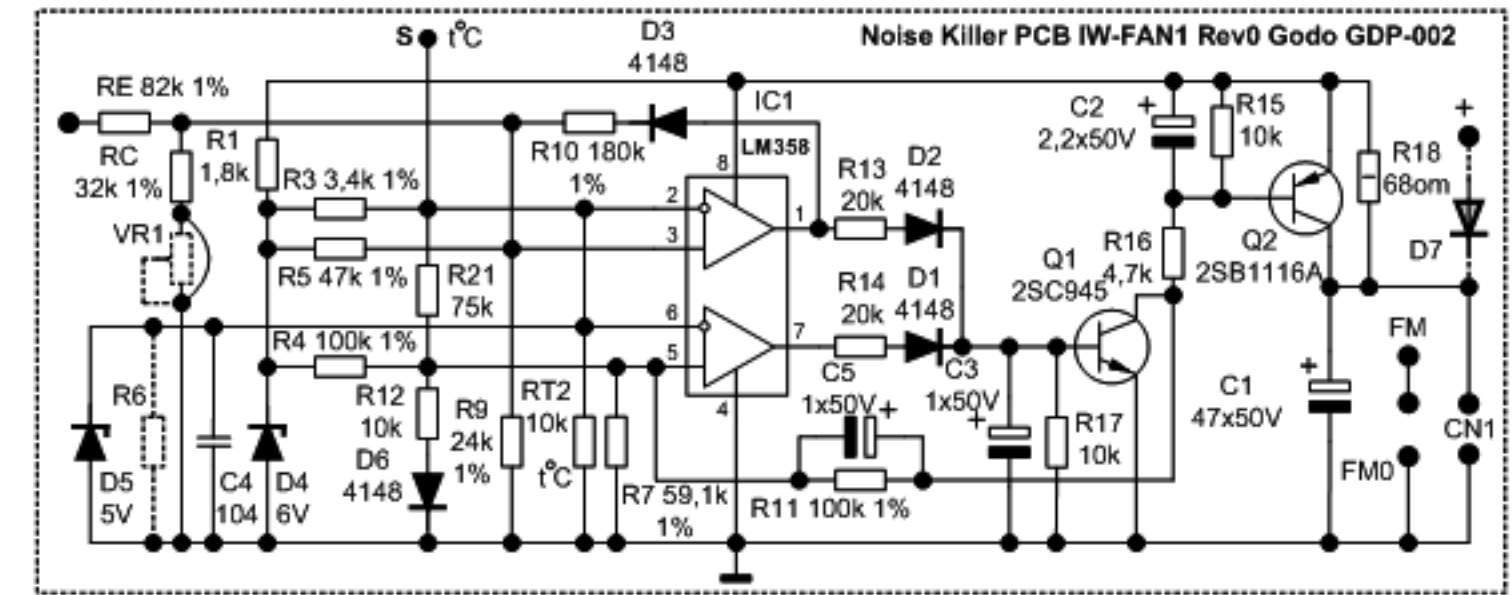 S t°C
D3
4148
Noise Killer PCB IW-FAN1 Rev0 Godo GDP-002
RE 82k 1%
RC
32k 1%
R1
1,8k
R10 180k
1%
IC1
LM358
8
C2
+
2,2x50V
R15
10k
+
R3 3,4k 1%
2
R13
20k
D2
4148
R18
68om
VR1
3
1
R5 47k 1%
R21
75k
R14
20k
D1
4148
Q1
2SC945
R16
4,7k
Q2
2SB1116A
D7
6
R4 100k 1%
5
7
FM
R6
R12
10k
R9
24k
1%
RT2
10k
t°C
4
C5
1x50V
+
C3
1x50V
+
R17
10k
C1
47x50V
+
CN1
FM0
D5
5V
C4
104
D4
6V
D6
4148
R7 59,1k
1%
R11 100k 1%